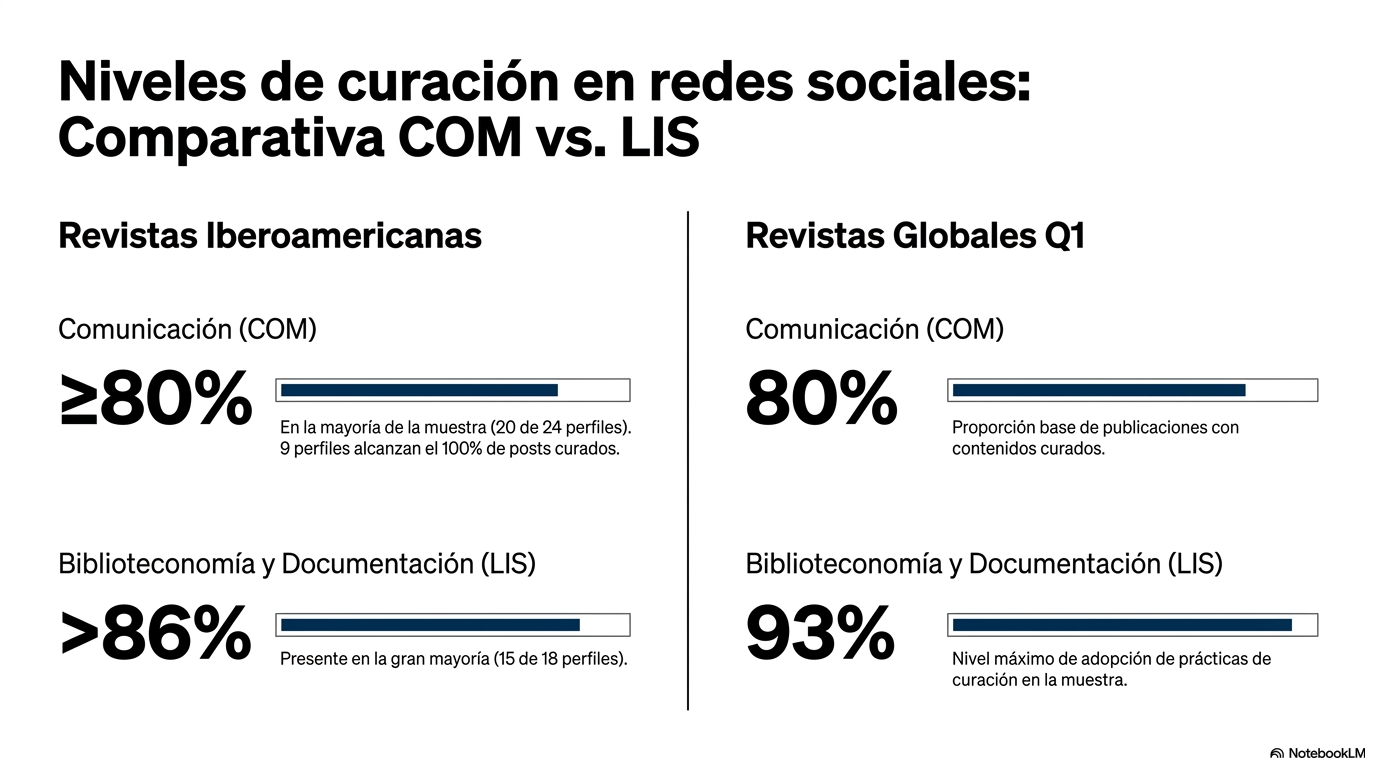 Niveles de curación en redes sociales:
Comparativa COM vs. LIS
Revistas Iberoamericanas
Comunicación (COM)
≥80%
En la mayoría de la muestra (20 de 24 perfiles).
9 perfiles alcanzan el 100% de posts curados.
Biblioteconomía y Documentación (LIS)
>86%
Presente en la gran mayoría (15 de 18 perfiles).
Revistas Globales Q1
Comunicación (COM)
80%
Proporción base de publicaciones con
contenidos curados.
Biblioteconomía y Documentación (LIS)
93%
Nivel máximo de adopción de prácticas de
curación en la muestra.
NotebookLM